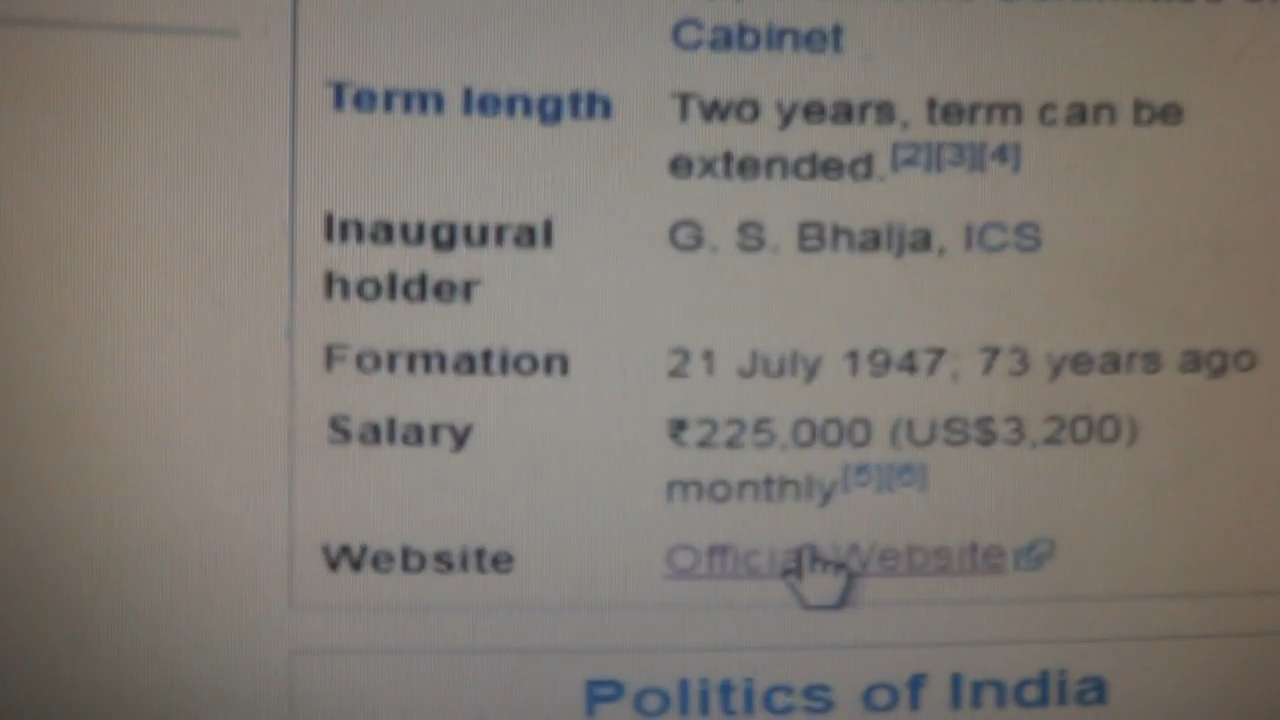 Cabinet
Term length Two years, term can be
extended.[2][3][4]
Inaugural G. S. Bhalja, ICS
holder
Formation 21 July 1947; 73 years ago
Salary ₹225,000 (US$3,200)
monthly[5][6]
Website Official Website
Politics of India